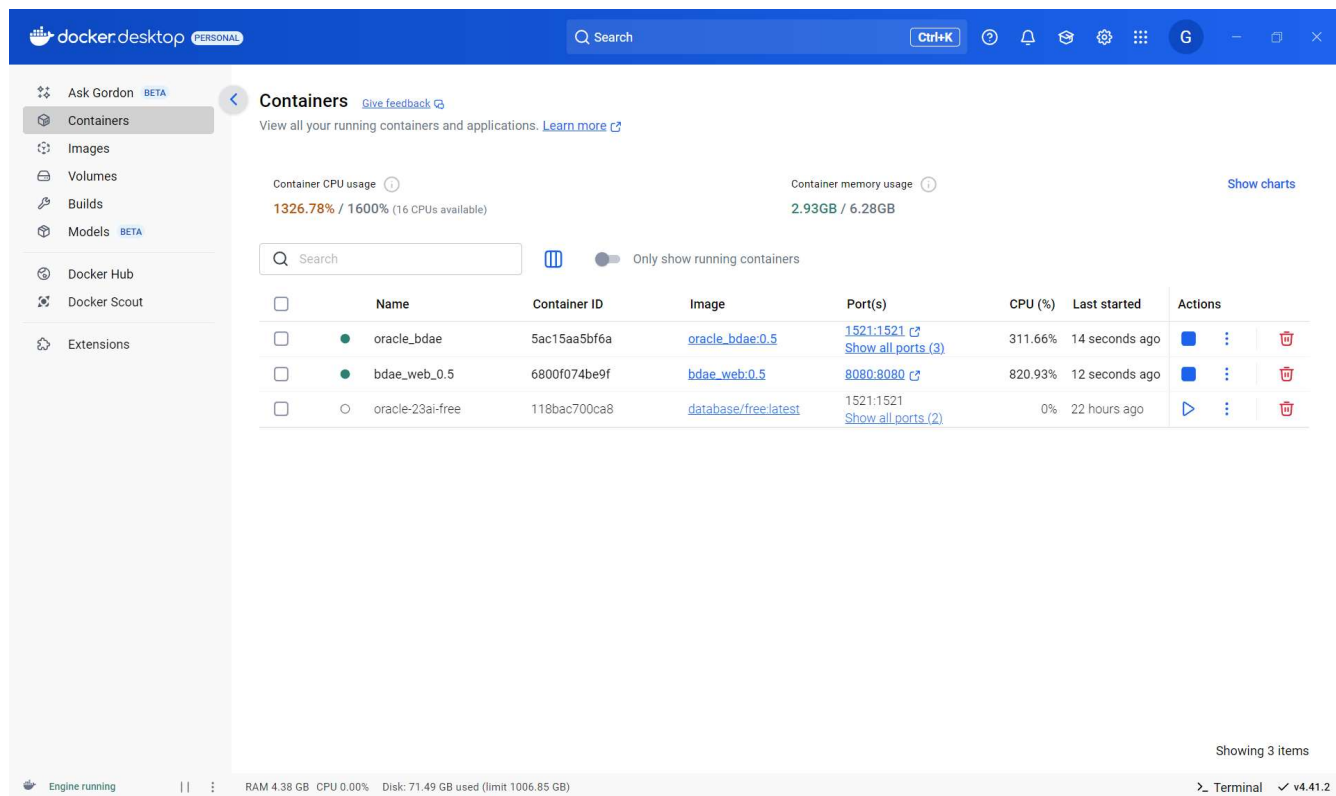 docker.desktop PERSONAL
Search Ctrl+K
G
Ask Gordon BETA
Containers
Images
Volumes
Builds
Models BETA
Docker Hub
Docker Scout
Extensions
Containers Give feedback
View all your running containers and applications. Learn more
Container CPU usage
1326.78% / 1600% (16 CPUs available)
Container memory usage
2.93GB / 6.28GB
Show charts
Search
Only show running containers
Name Container ID Image Port(s) CPU (%) Last started Actions
oracle_bdae 5ac15aa5bf6a oracle_bdae:0.5 1521:1521 311.66% 14 seconds ago
Show all ports (3)
bdae_web_0.5 6800f074be9f bdae_web:0.5 8080:8080 820.93% 12 seconds ago
oracle-23ai-free 118bac700ca8 database/free:latest 1521:1521 0% 22 hours ago
Show all ports (2)
Showing 3 items
Engine running RAM 4.38 GB CPU 0.00% Disk: 71.49 GB used (limit 1006.85 GB) Terminal v4.41.2